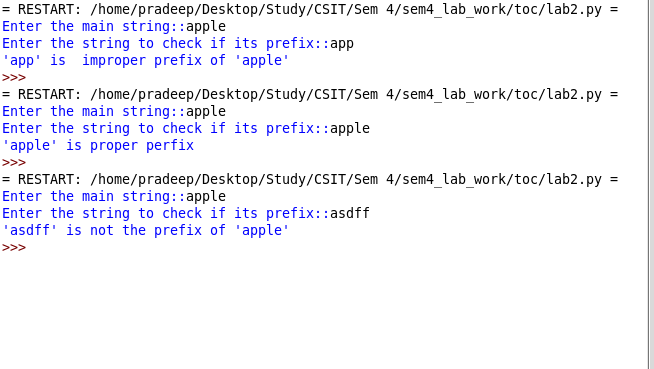 = RESTART: /home/pradeep/Desktop/Study/CSIT/Sem 4/sem4_lab_work/toc/lab2.py =
Enter the main string::apple
Enter the string to check if its prefix::app
'app' is  improper prefix of 'apple'
>>>
= RESTART: /home/pradeep/Desktop/Study/CSIT/Sem 4/sem4_lab_work/toc/lab2.py =
Enter the main string::apple
Enter the string to check if its prefix::apple
'apple' is proper perfix
>>>
= RESTART: /home/pradeep/Desktop/Study/CSIT/Sem 4/sem4_lab_work/toc/lab2.py =
Enter the main string::apple
Enter the string to check if its prefix::asdff
'asdff' is not the prefix of 'apple'
>>>